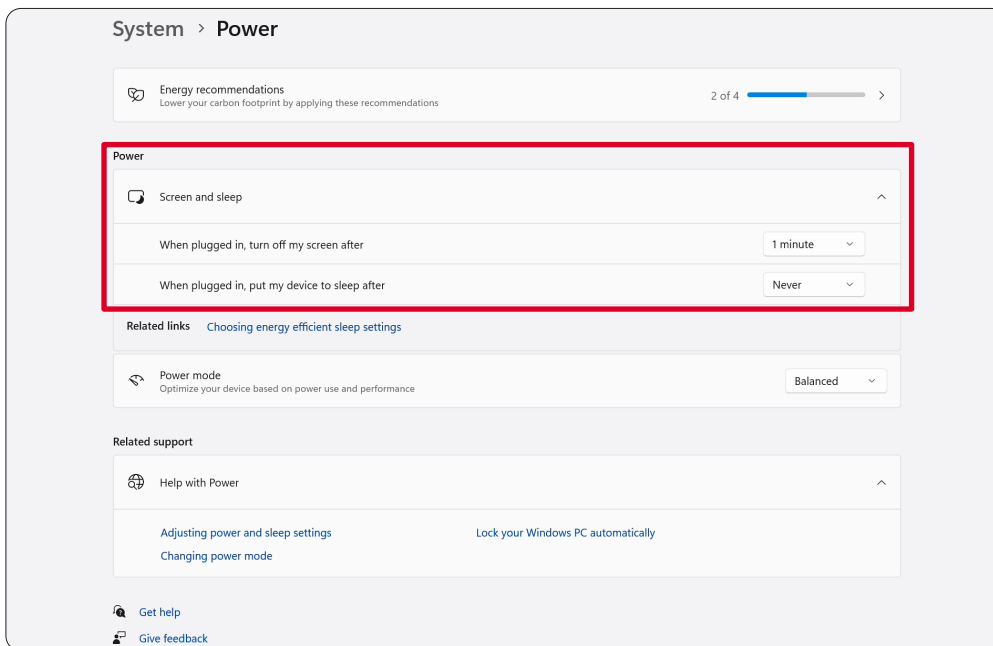 System > Power
Energy recommendations
Lower your carbon footprint by applying these recommendations
2 of 4
Power
Screen and sleep
When plugged in, turn off my screen after
1 minute
When plugged in, put my device to sleep after
Never
Related links Choosing energy efficient sleep settings
Power mode
Optimize your device based on power use and performance
Balanced
Related support
Help with Power
Adjusting power and sleep settings
Lock your Windows PC automatically
Changing power mode
Get help
Give feedback